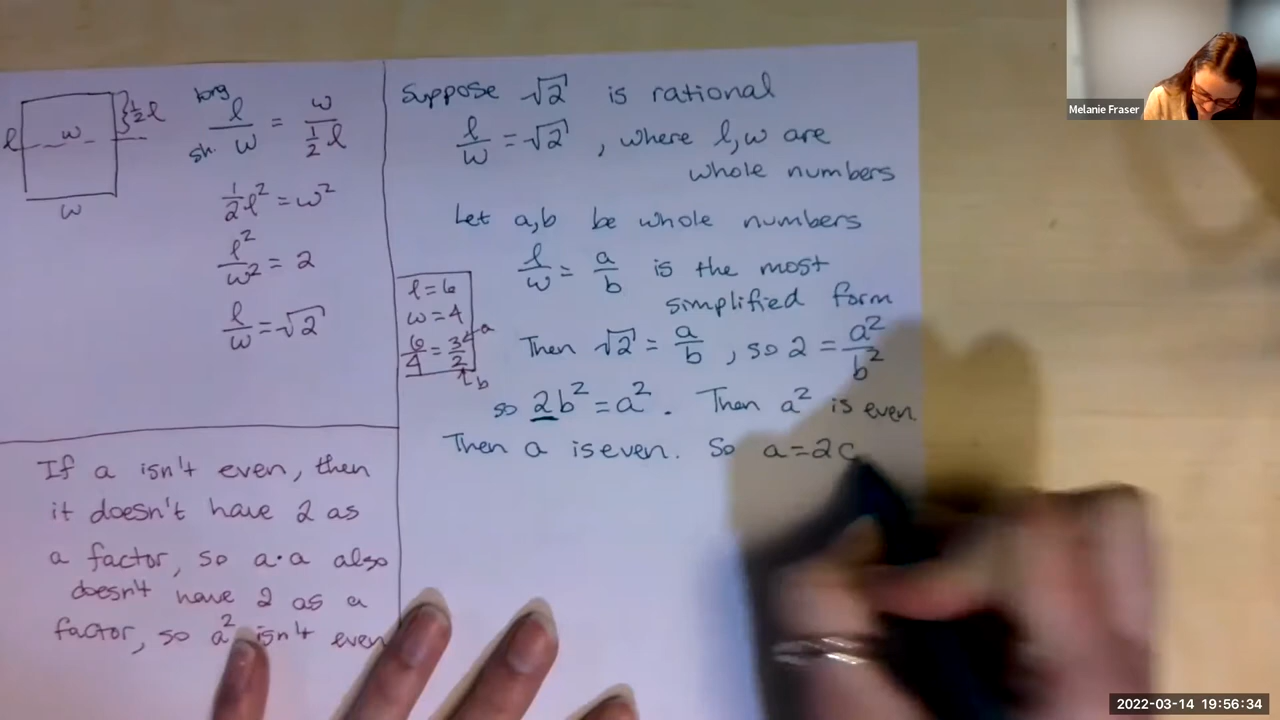 l
w
} 1/2 l
w
long
l/w = w/(1/2 l)
sh.
1/2 l² = w²
l²/w² = 2
l/w = √2
If a isn't even, then
it doesn't have 2 as
a factor, so a·a also
doesn't have 2 as a
factor, so a² isn't even
Suppose √2 is rational
l/w = √2, where l,w are
whole numbers
Let a,b be whole numbers
l/w = a/b is the most
simplified form
l=6
w=4
6/4 = 3/2
a
b
Then √2 = a/b, so 2 = a²/b²
so 2b² = a². Then a² is even
Then a is even. So a=2c
Melanie Fraser
2022-03-14 19:56:34